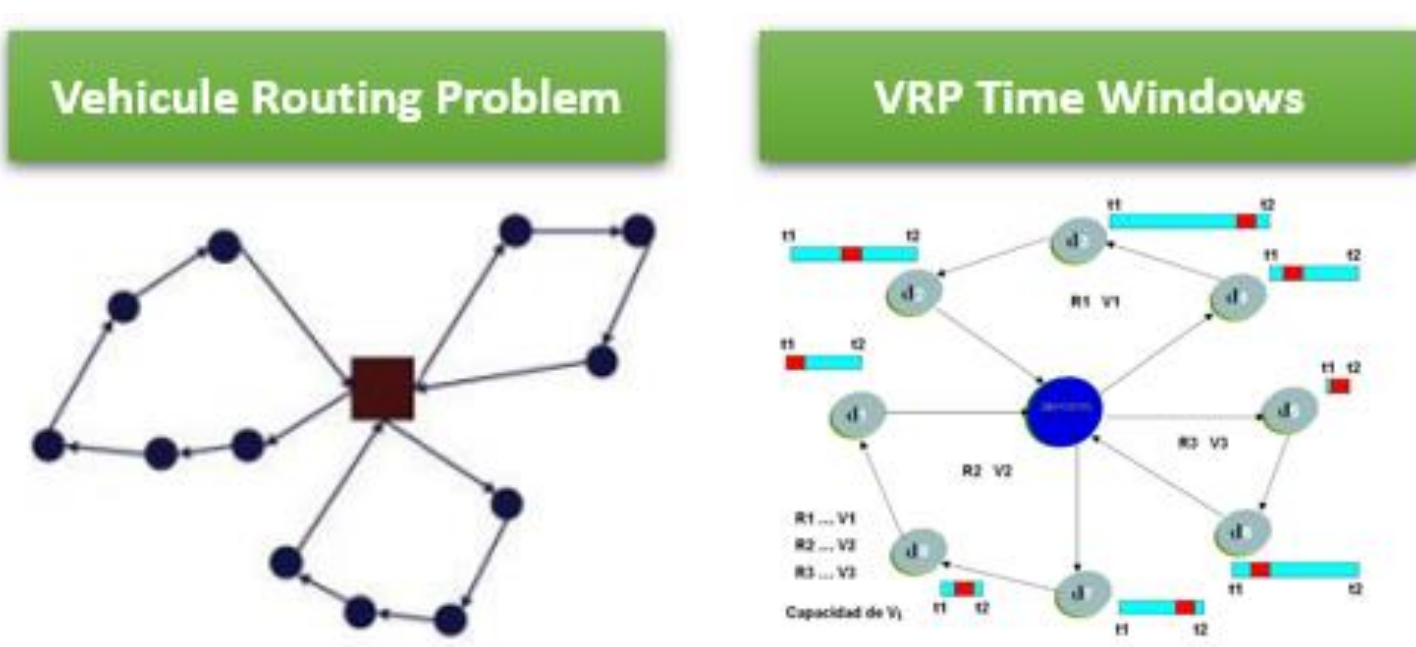 Vehicule Routing Problem
VRP Time Windows
t1 t2
t1 t2
t1 t2
R1 V1
t1 t2
t1 t2
R3 V3
R2 V2
R1 ... V1
R2 ... V2
R3 ... V3
Capacidad de Vi
t1 t2
t1 t2
t1 t2
d
d
d
d
d
d
d
d